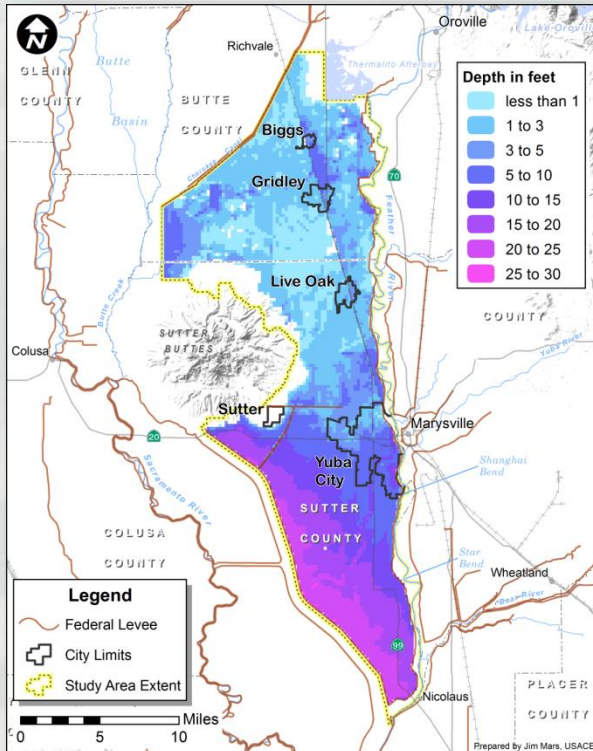 N
Richvale
Oroville
Lake Oroville
Thermalito Afterbay
GLENN
COUNTY
Butte
Basin
BUTTE
COUNTY
Cherokee Canal
Biggs
Gridley
70
Feather
River
Depth in feet
less than 1
1 to 3
3 to 5
5 to 10
10 to 15
15 to 20
20 to 25
25 to 30
Live Oak
COUNTY
Butte Creek
SUTTER
BUTTES
Colusa
Yuba River
Sutter
Marysville
20
Yuba
City
Shanghai
Bend
Sacramento River
SUTTER
COUNTY
COLUSA
COUNTY
Star
Bend
Wheatland
Bear River
99
Nicolaus
PLACER
COUNTY
Legend
Federal Levee
City Limits
Study Area Extent
Miles
0 5 10
Prepared by Jim Mars, USACE